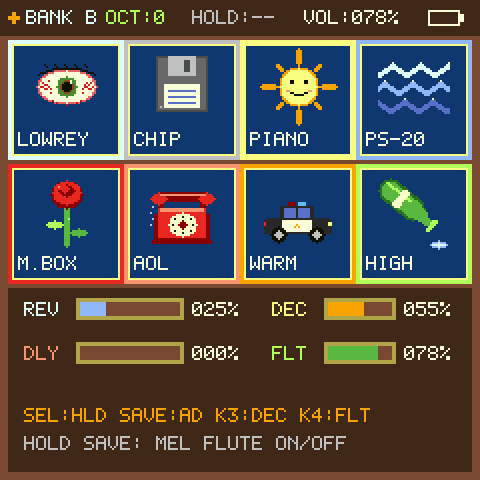 BANK B OCT:0 HOLD:-- VOL:078%
LOWREY CHIP PIANO PS-20
M.BOX AOL WARM HIGH
REV 025% DEC 055%
DLY 000% FLT 078%
SEL:HLD SAVE:AD K3:DEC K4:FLT
HOLD SAVE: MEL FLUTE ON/OFF